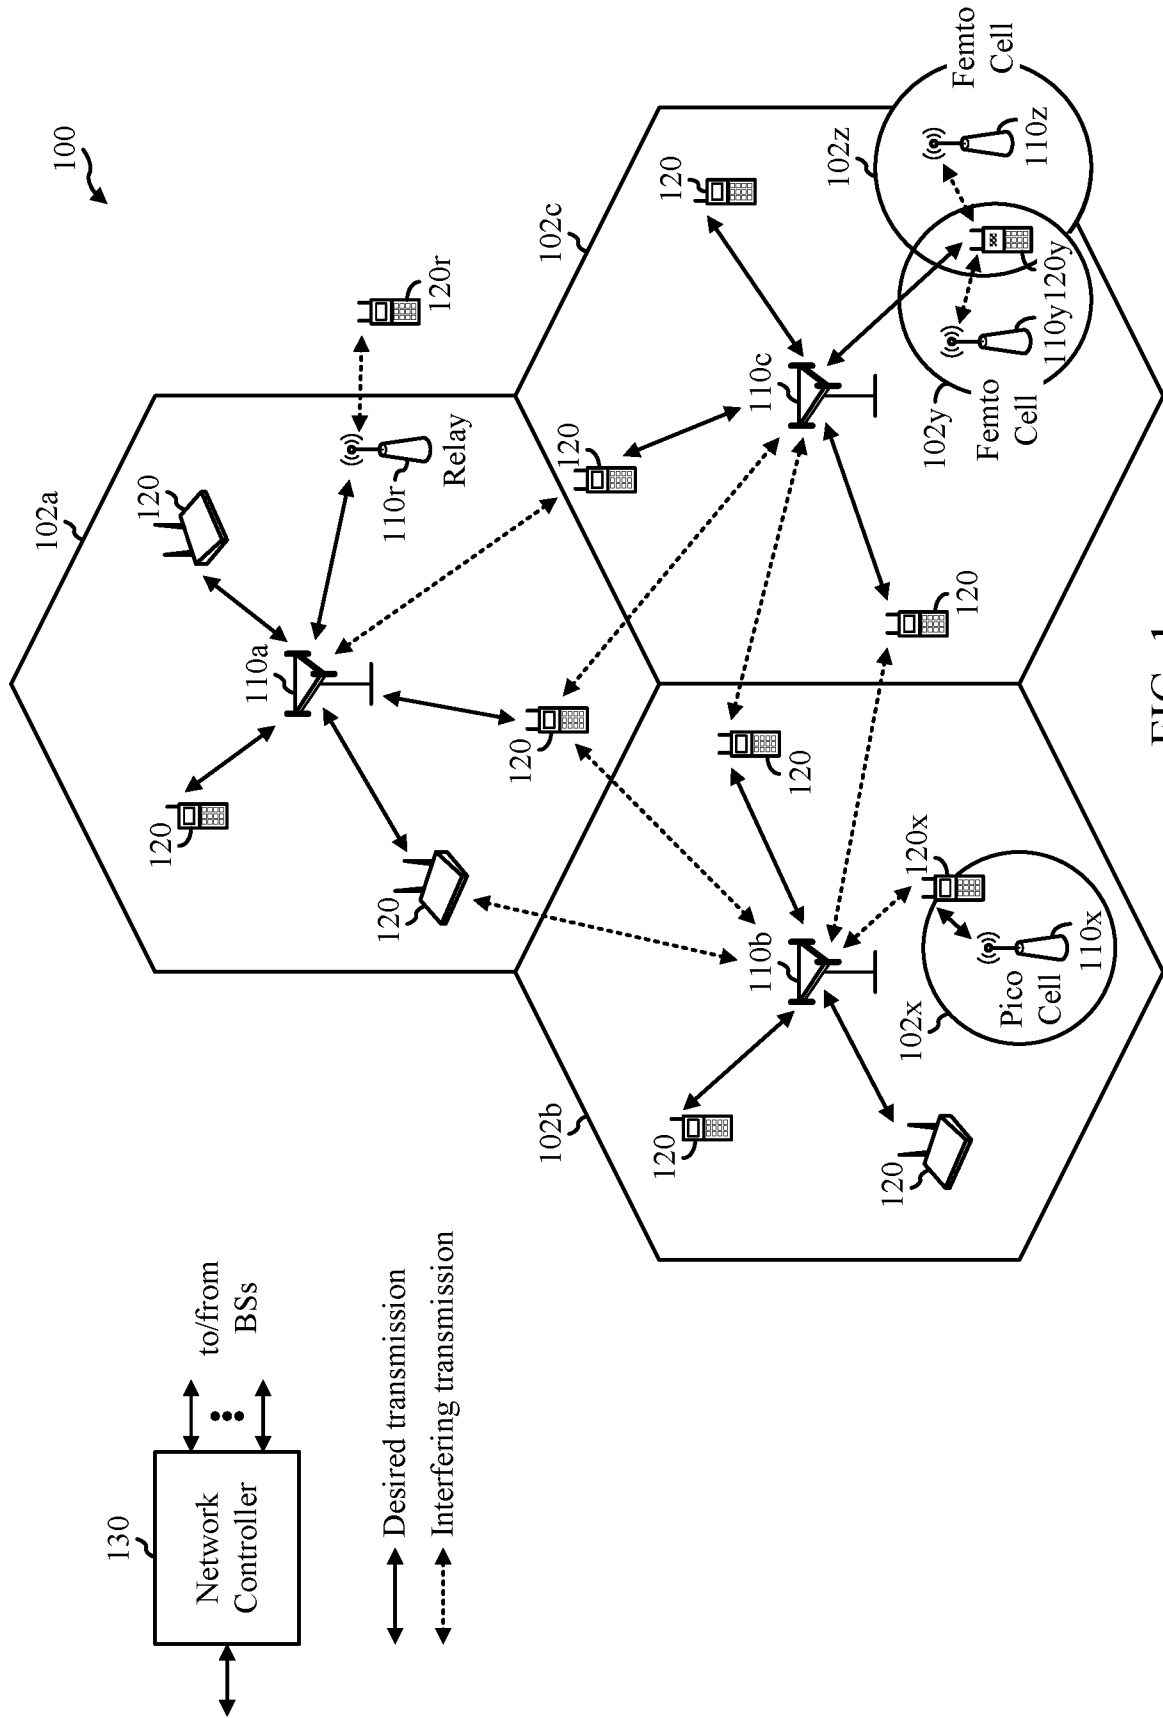 100
102a
130
120
120
Network
Controller
to/from
BSs
110a
120
110r
Relay
120r
Desired transmission
Interfering transmission
120
102b
102c
120
120
120
110b
110c
120
102z
120
102x
120x
102y
120
Femto
Cell
Femto
Cell
Pico
Cell
110z
110y
120y
110x
FIG. 1